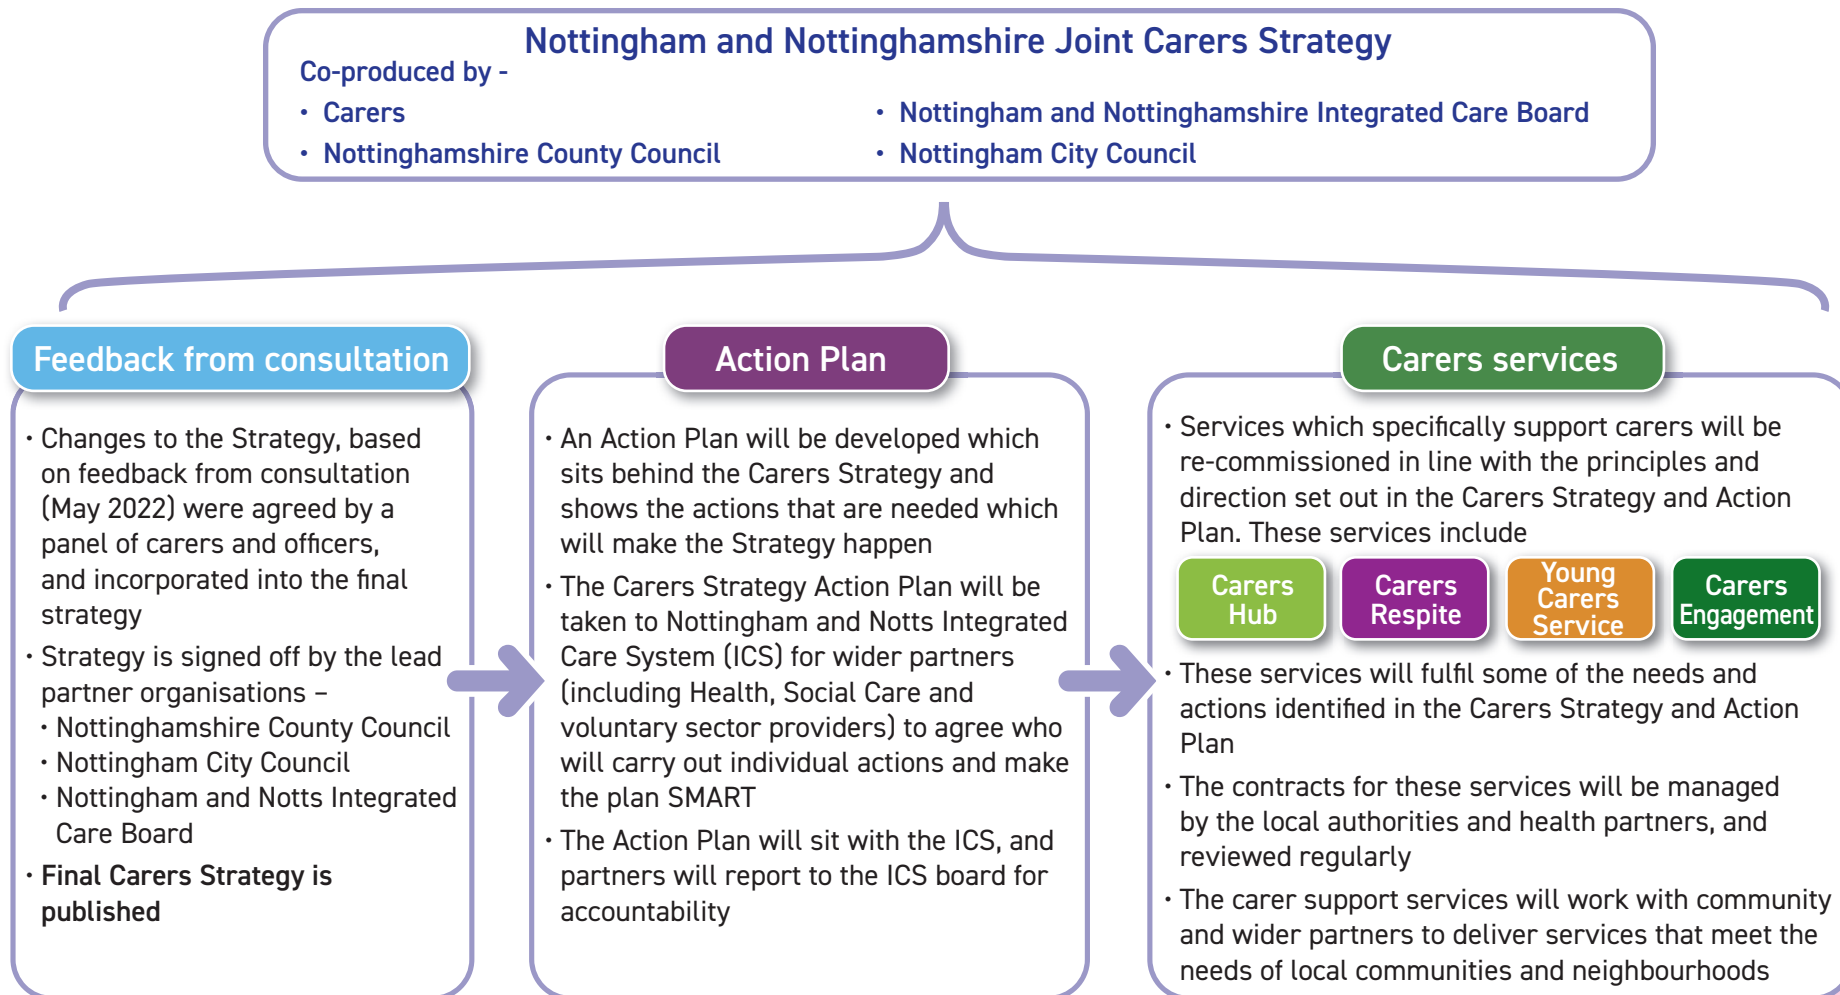 Nottingham and Nottinghamshire Joint Carers Strategy
Co-produced by -
• Carers
• Nottinghamshire County Council
• Nottingham and Nottinghamshire Integrated Care Board
• Nottingham City Council
Feedback from consultation
• Changes to the Strategy, based
on feedback from consultation
(May 2022) were agreed by a
panel of carers and officers,
and incorporated into the final
strategy
• Strategy is signed off by the lead
partner organisations –
• Nottinghamshire County Council
• Nottingham City Council
• Nottingham and Notts Integrated
Care Board
• Final Carers Strategy is
published
Action Plan
• An Action Plan will be developed which
sits behind the Carers Strategy and
shows the actions that are needed which
will make the Strategy happen
• The Carers Strategy Action Plan will be
taken to Nottingham and Notts Integrated
Care System (ICS) for wider partners
(including Health, Social Care and
voluntary sector providers) to agree who
will carry out individual actions and make
the plan SMART
• The Action Plan will sit with the ICS, and
partners will report to the ICS board for
accountability
Carers services
• Services which specifically support carers will be
re-commissioned in line with the principles and
direction set out in the Carers Strategy and Action
Plan. These services include
Carers
Hub
Carers
Respite
Young
Carers
Service
Carers
Engagement
• These services will fulfil some of the needs and
actions identified in the Carers Strategy and Action
Plan
• The contracts for these services will be managed
by the local authorities and health partners, and
reviewed regularly
• The carer support services will work with community
and wider partners to deliver services that meet the
needs of local communities and neighbourhoods